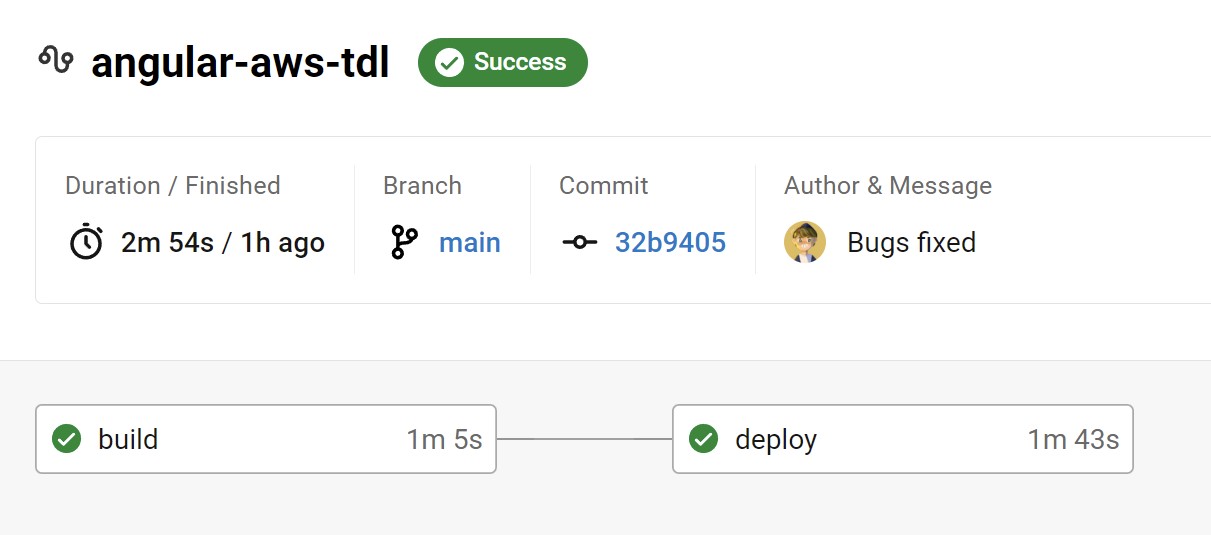 angular-aws-tdl Success
Duration / Finished Branch Commit Author & Message
2m 54s / 1h ago main 32b9405 Bugs fixed
build 1m 5s deploy 1m 43s